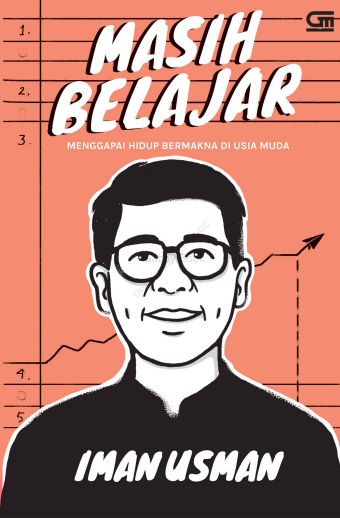 MASIH
BELAJAR
MENGGAPAI HIDUP BERMAKNA DI USIA MUDA
1.
2.
3.
4.
5
IMAN USMAN